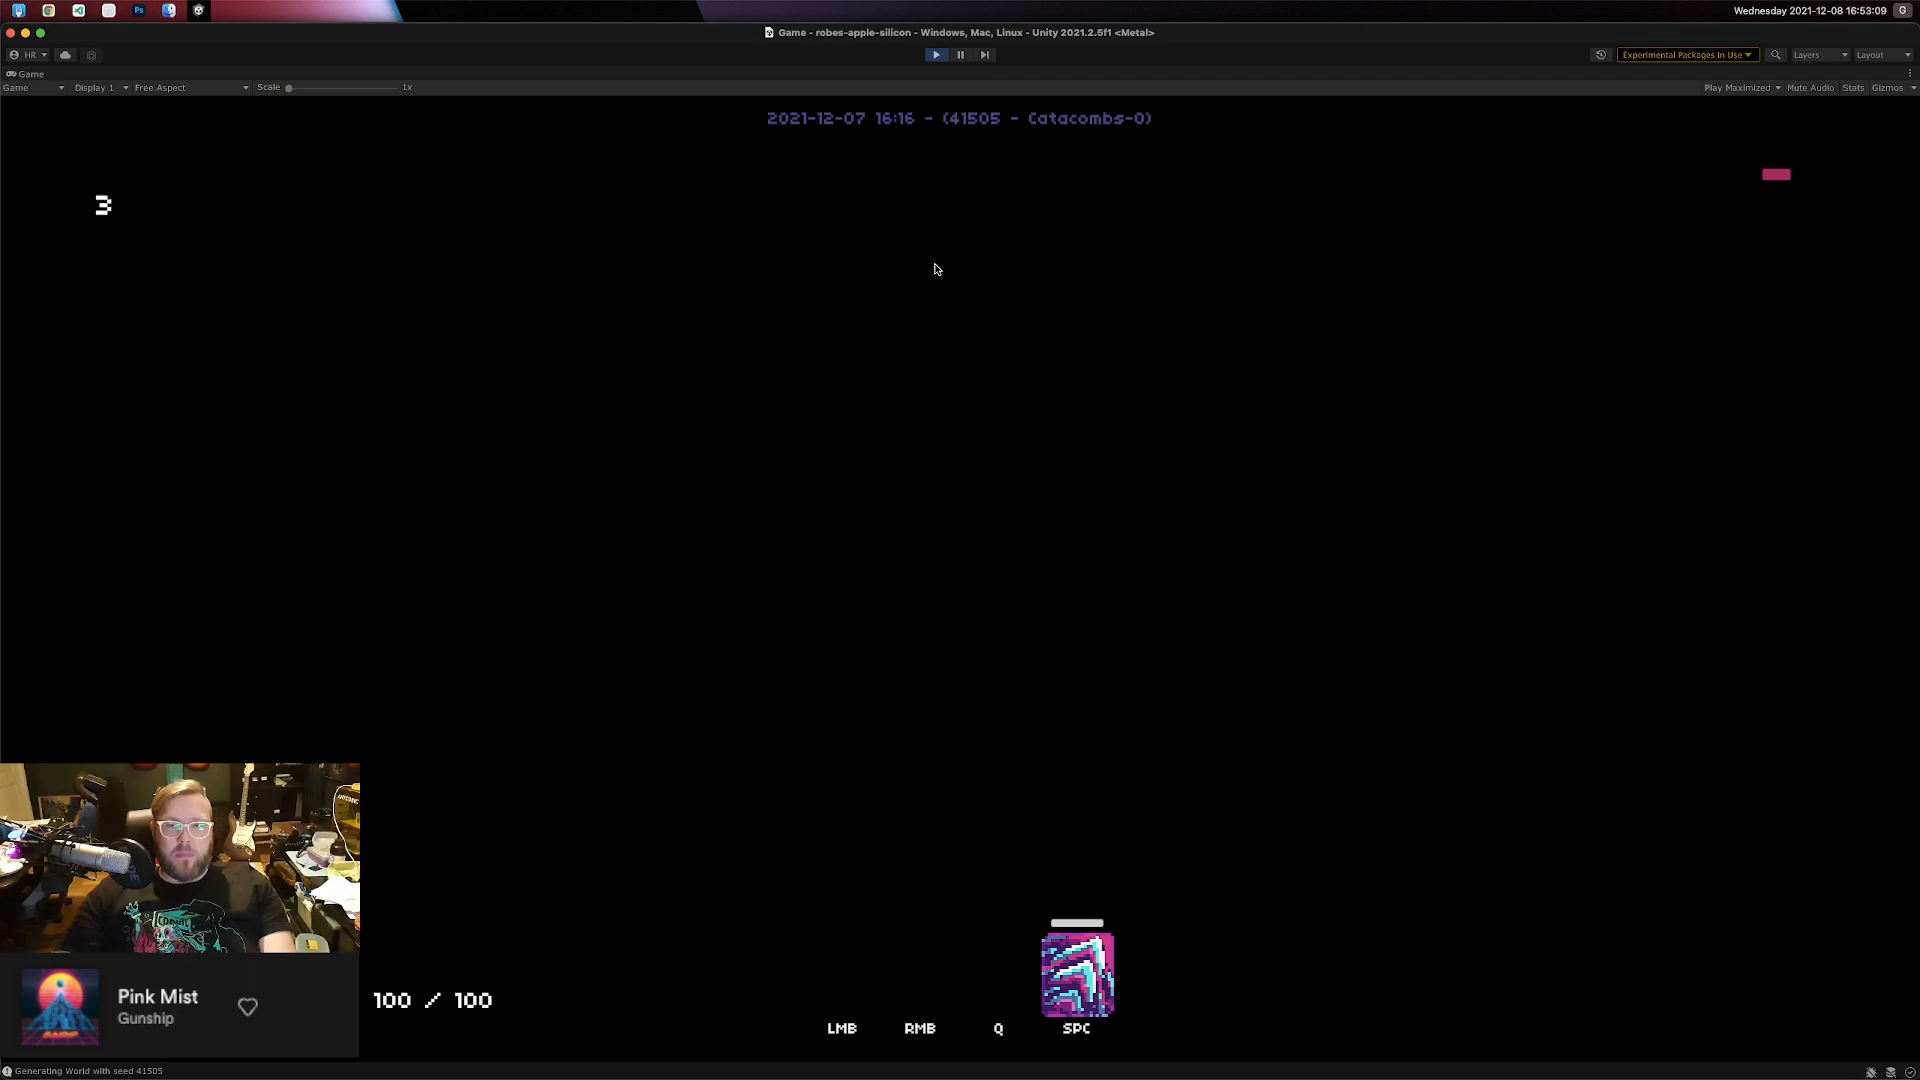 Wednesday 2021-12-08 16:53:09
G
Game - robes-apple-silicon - Windows, Mac, Linux - Unity 2021.2.5f1 <Metal>
HR
Experimental Packages In Use
Layers
Layout
Game
Game
Display 1
Free Aspect
Scale
1x
Play Maximized
Mute Audio
Stats
Gizmos
2021-12-07 16:16 - (41505 - Catacombs-0)
3
Pink Mist
Gunship
100 / 100
LMB
RMB
Q
SPC
Generating World with seed 41505